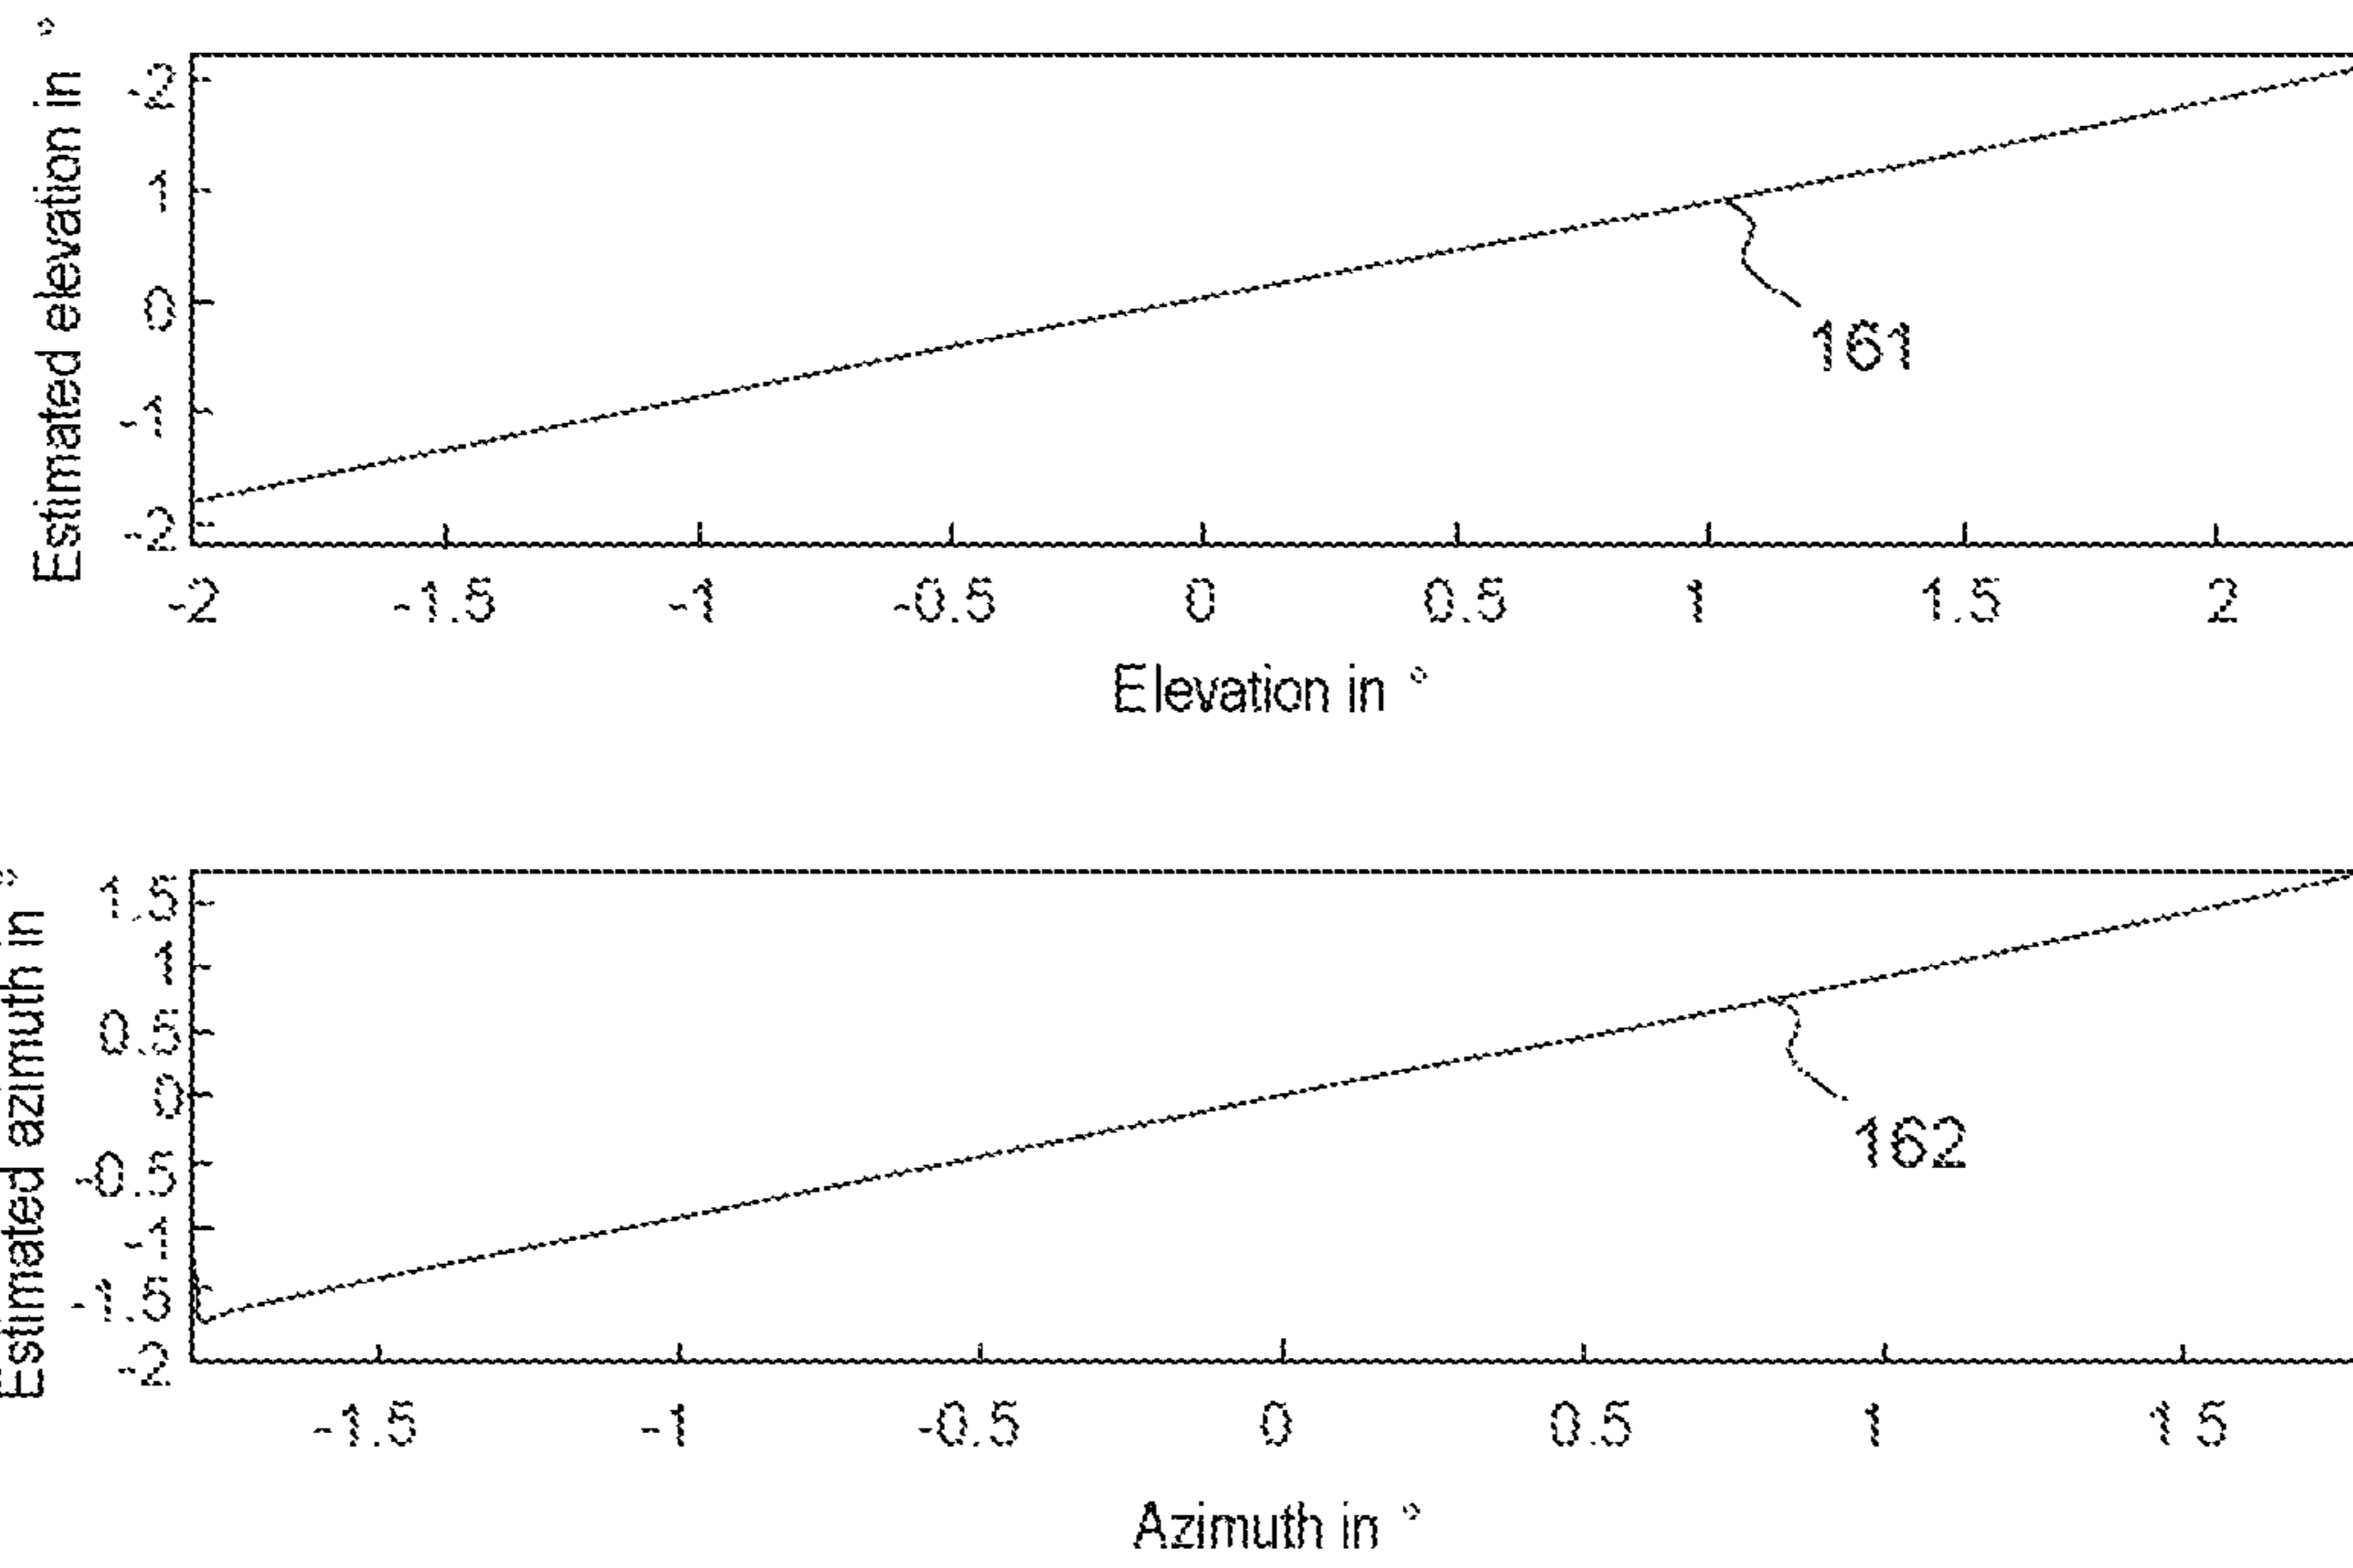 Estimated elevation in °
2
1
0
-1
-2
161
-2 -1.5 -1 -0.5 0 0.5 1 1.5 2
Elevation in °
Estimated azimuth in °
1.5
1
0.5
0
-0.5
-1
-1.5
-2
162
-1.5 -1 -0.5 0 0.5 1 1 5
Azimuth in °